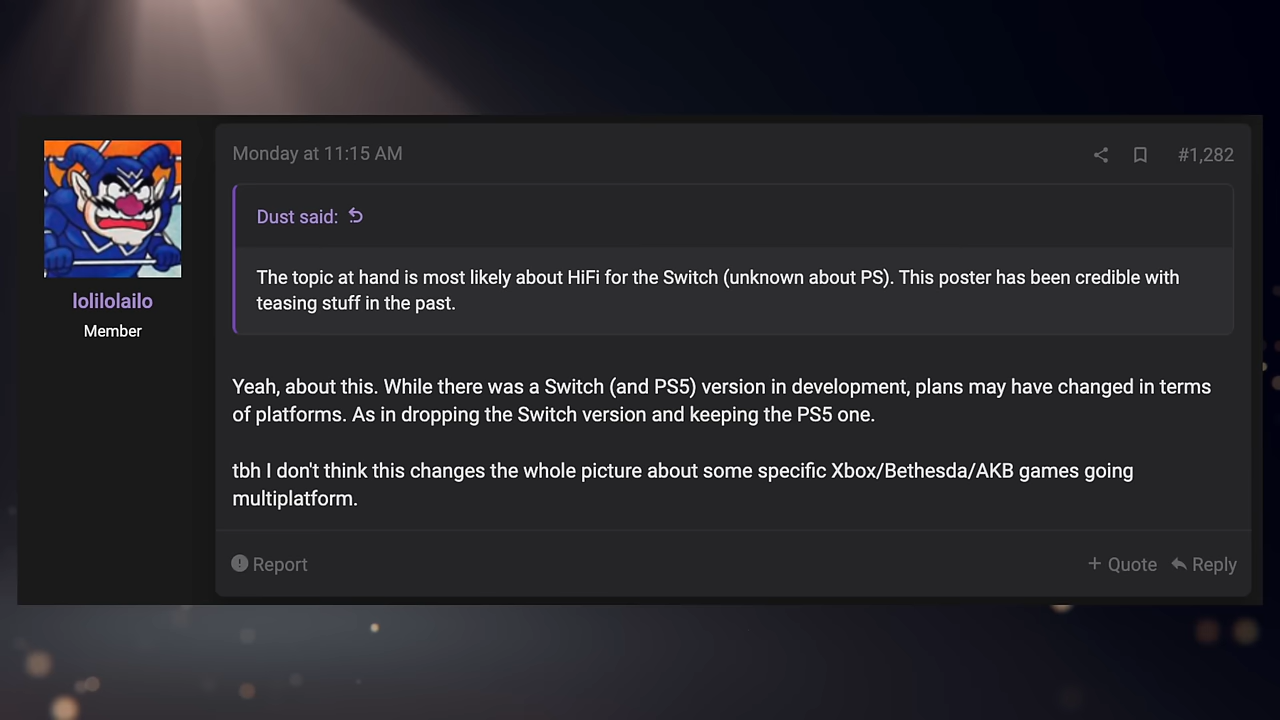 Monday at 11:15 AM
#1,282
Dust said:
The topic at hand is most likely about HiFi for the Switch (unknown about PS). This poster has been credible with
teasing stuff in the past.
lolilolailo
Member
Yeah, about this. While there was a Switch (and PS5) version in development, plans may have changed in terms
of platforms. As in dropping the Switch version and keeping the PS5 one.
tbh I don't think this changes the whole picture about some specific Xbox/Bethesda/AKB games going
multiplatform.
Report
+ Quote
Reply